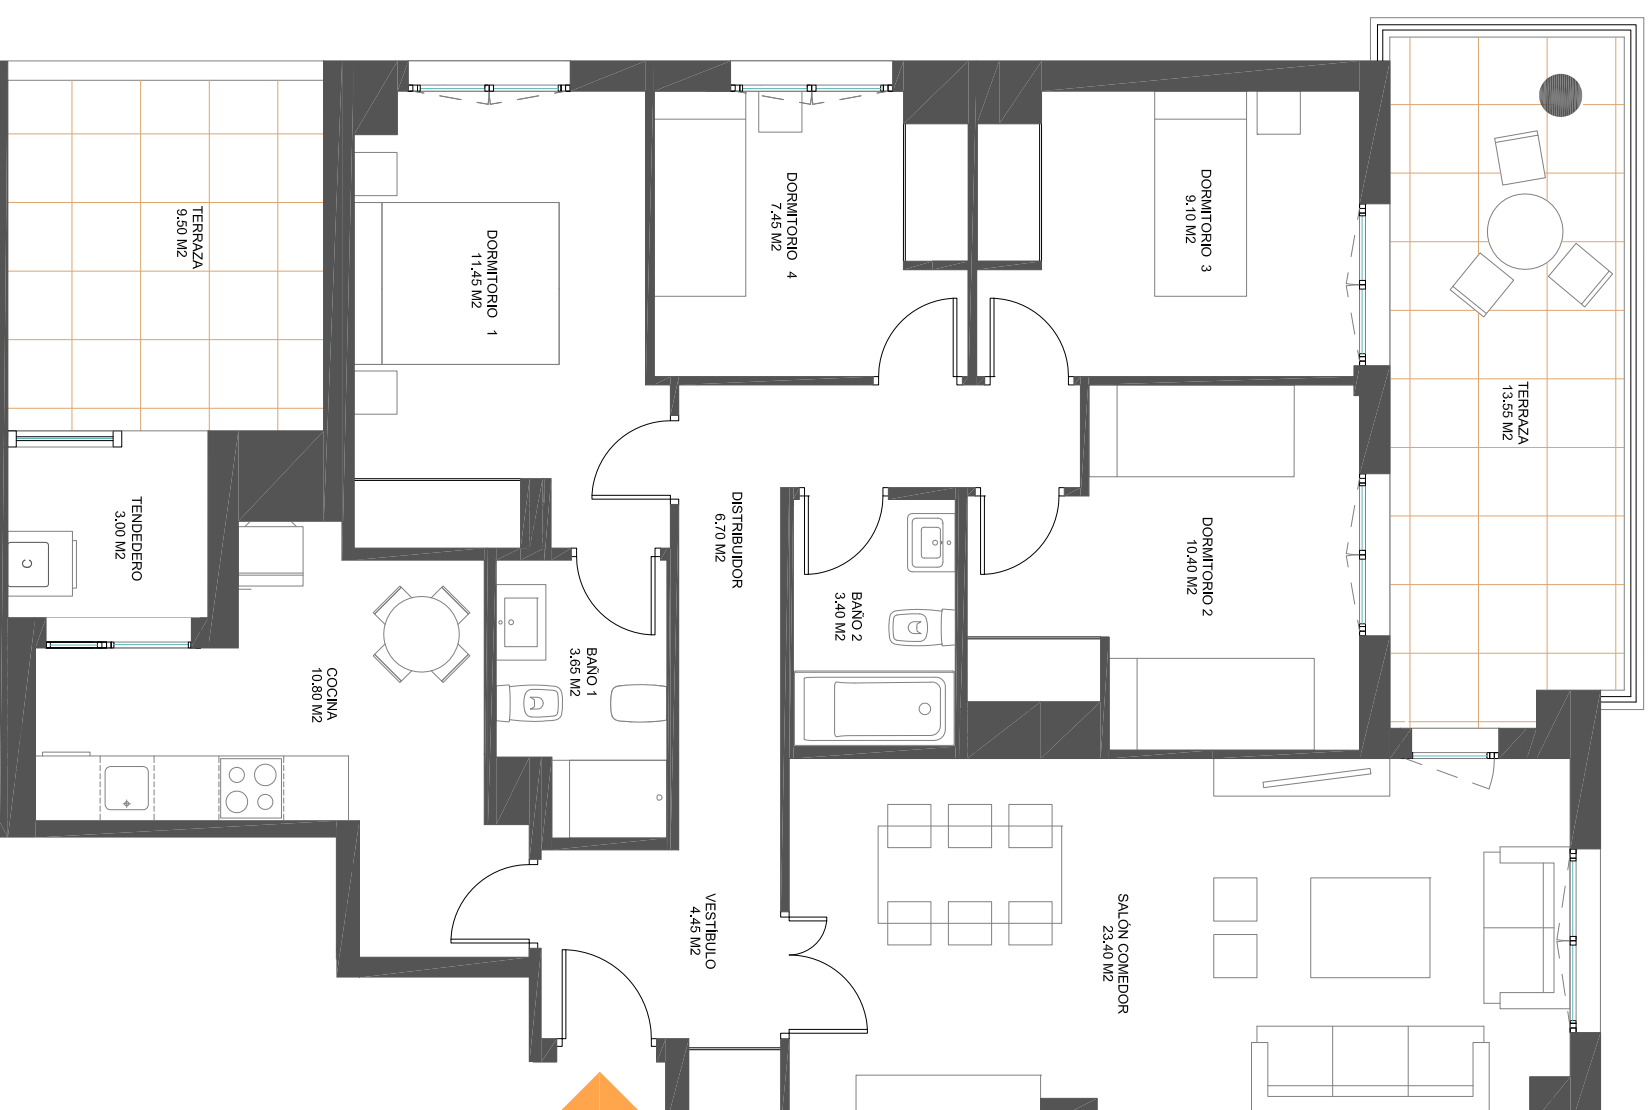 TERRAZA
9.50 M2
DORMITORIO 1
11.45 M2
DORMITORIO 4
7.45 M2
DORMITORIO 3
9.10 M2
TERRAZA
13.55 M2
TENDEDERO
3.00 M2
C
DISTRIBUIDOR
6.70 M2
DORMITORIO 2
10.40 M2
BAÑO 2
3.40 M2
BAÑO 1
3.65 M2
COCINA
10.80 M2
VESTÍBULO
4.45 M2
SALÓN COMEDOR
23.40 M2